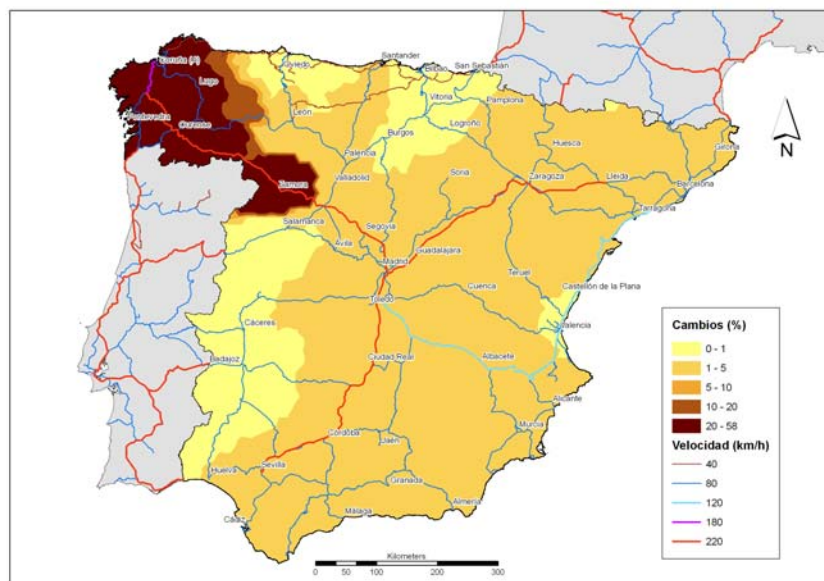 Santander
San Sebastián
Coruña (A)
Oviedo
Bilbao
Lugo
Vitoria
Pamplona
Pontevedra
Ourense
León
Logroño
Burgos
Huesca
Girona
Palencia
Zamora
Valladolid
Soria
Zaragoza
Lleida
Barcelona
Tarragona
Salamanca
Segovia
Ávila
Guadalajara
Madrid
Teruel
Cuenca
Castellón de la Plana
Toledo
Cáceres
Valencia
Badajoz
Ciudad Real
Albacete
Alicante
Murcia
Córdoba
Jaén
Huelva
Sevilla
Granada
Almería
Málaga
Cádiz
N
Cambios (%)
0 - 1
1 - 5
5 - 10
10 - 20
20 - 58
Velocidad (km/h)
40
80
120
180
220
Kilometers
0 50 100 200 300